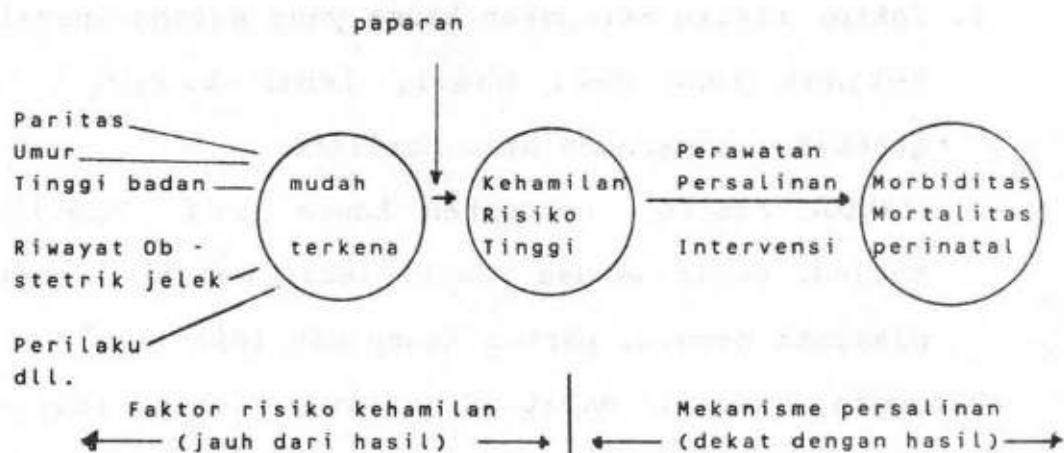 paparan
Paritas
Umur
Tinggi badan
Riwayat Ob -
stetrik jelek
Perilaku
dll.
mudah
terkena
Kehamilan
Risiko
Tinggi
Perawatan
Persalinan
Intervensi
Morbiditas
Mortalitas
perinatal
Faktor risiko kehamilan
(jauh dari hasil)
Mekanisme persalinan
(dekat dengan hasil)